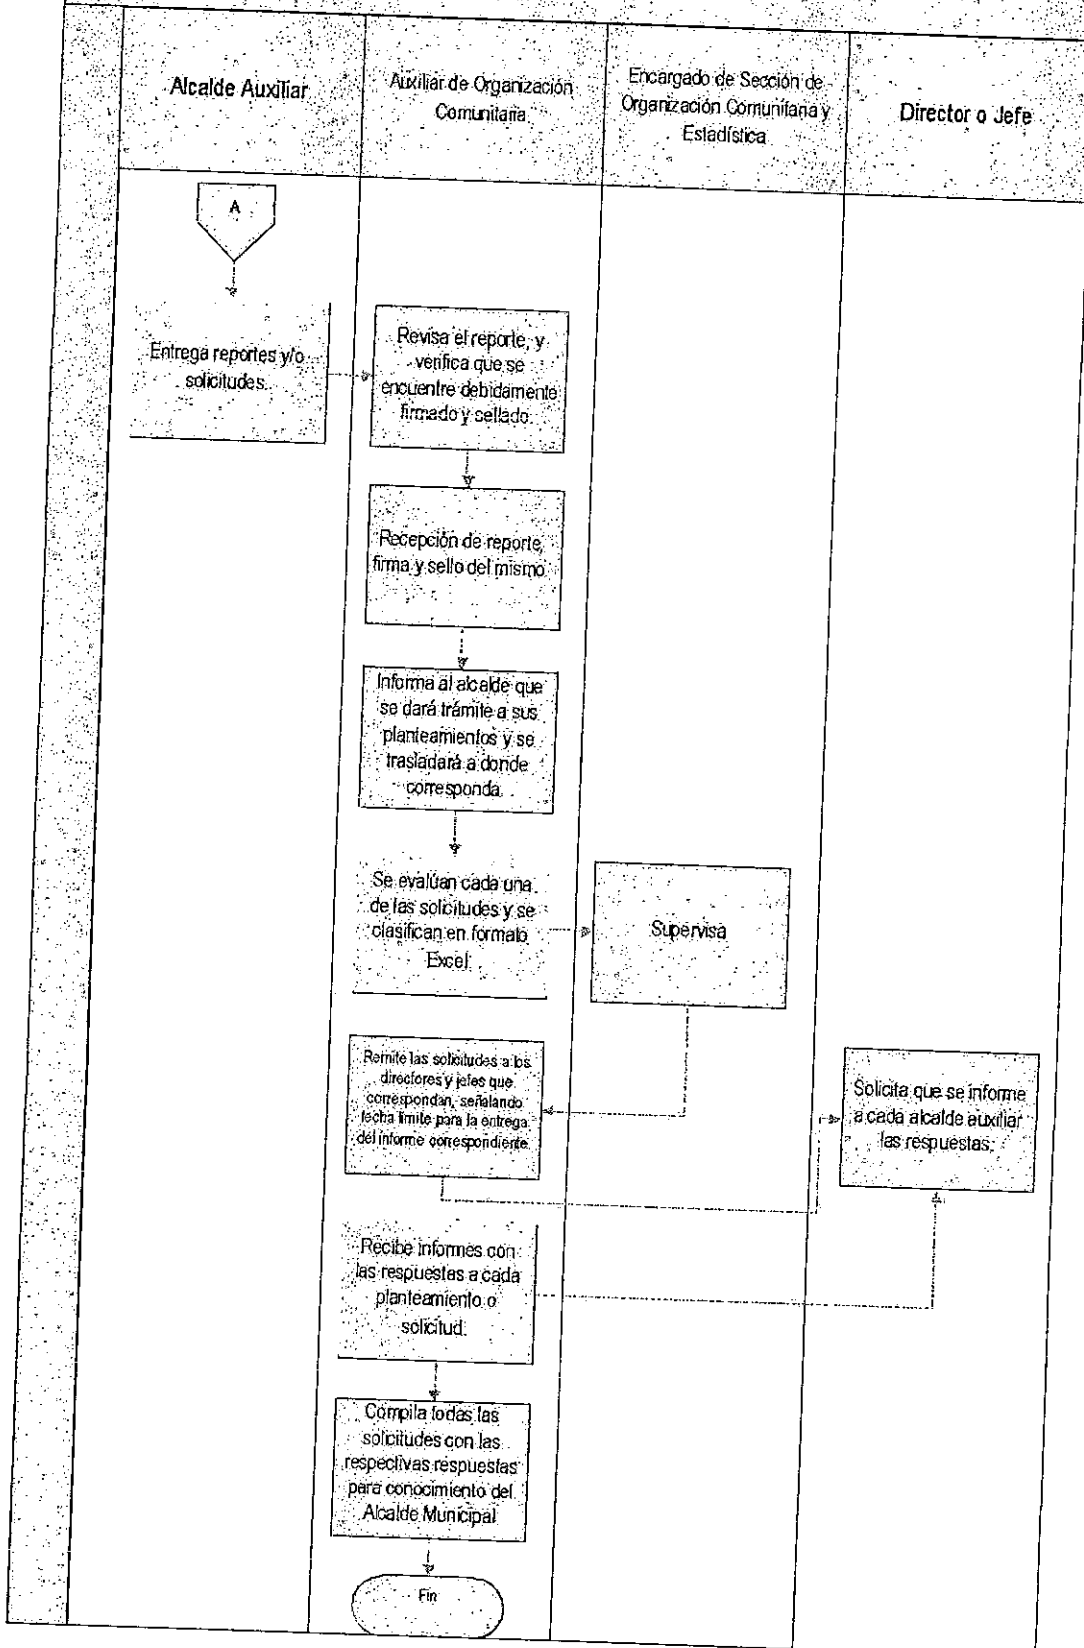 Alcalde Auxiliar
Auxiliar de Organización
Comunitaria
Encargado de Sección de
Organización Comunitaria y
Estadística
Director o Jefe
A
Entrega reportes y/o
solicitudes.
Revisa el reporte, y
verifica que se
encuentre debidamente
firmado y sellado.
Recepción de reporte,
firma y sello del mismo.
Informa al alcalde que
se dará trámite a sus
planteamientos y se
trasladará a donde
corresponda.
Se evalúan cada una
de las solicitudes y se
clasifican en formato
Excel.
Supervisa
Remite las solicitudes a los
directores y jefes que
correspondan, señalando
fecha límite para la entrega
del informe correspondiente
Solicita que se informe
a cada alcalde auxiliar
las respuestas.
Recibe informes con
las respuestas a cada
planteamiento o
solicitud.
Compila todas las
solicitudes con las
respectivas respuestas
para conocimiento del
Alcalde Municipal
Fin